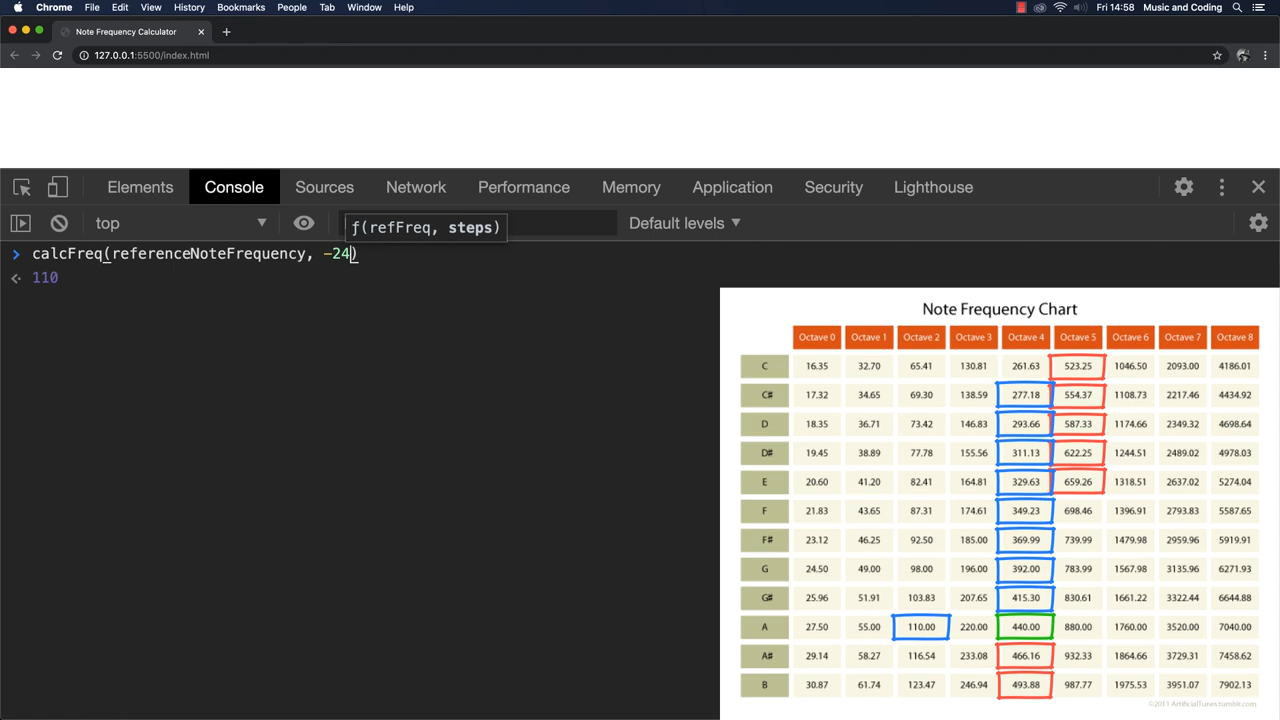 Chrome File Edit View History Bookmarks People Tab Window Help Fri 14:58 Music and Coding
Note Frequency Calculator
127.0.0.1:5500/index.html
Elements Console Sources Network Performance Memory Application Security Lighthouse
top Default levels
ƒ(refFreq, steps)
calcFreq(referenceNoteFrequency, -24)
110
Note Frequency Chart
Octave 0 Octave 1 Octave 2 Octave 3 Octave 4 Octave 5 Octave 6 Octave 7 Octave 8
C 16.35 32.70 65.41 130.81 261.63 523.25 1046.50 2093.00 4186.01
C# 17.32 34.65 69.30 138.59 277.18 554.37 1108.73 2217.46 4434.92
D 18.35 36.71 73.42 146.83 293.66 587.33 1174.66 2349.32 4698.64
D# 19.45 38.89 77.78 155.56 311.13 622.25 1244.51 2489.02 4978.03
E 20.60 41.20 82.41 164.81 329.63 659.26 1318.51 2637.02 5274.04
F 21.83 43.65 87.31 174.61 349.23 698.46 1396.91 2793.83 5587.65
F# 23.12 46.25 92.50 185.00 369.99 739.99 1479.98 2959.96 5919.91
G 24.50 49.00 98.00 196.00 392.00 783.99 1567.98 3135.96 6271.93
G# 25.96 51.91 103.83 207.65 415.30 830.61 1661.22 3322.44 6644.88
A 27.50 55.00 110.00 220.00 440.00 880.00 1760.00 3520.00 7040.00
A# 29.14 58.27 116.54 233.08 466.16 932.33 1864.66 3729.31 7458.62
B 30.87 61.74 123.47 246.94 493.88 987.77 1975.53 3951.07 7902.13
©2011 ArtificialTunes.tumblr.com